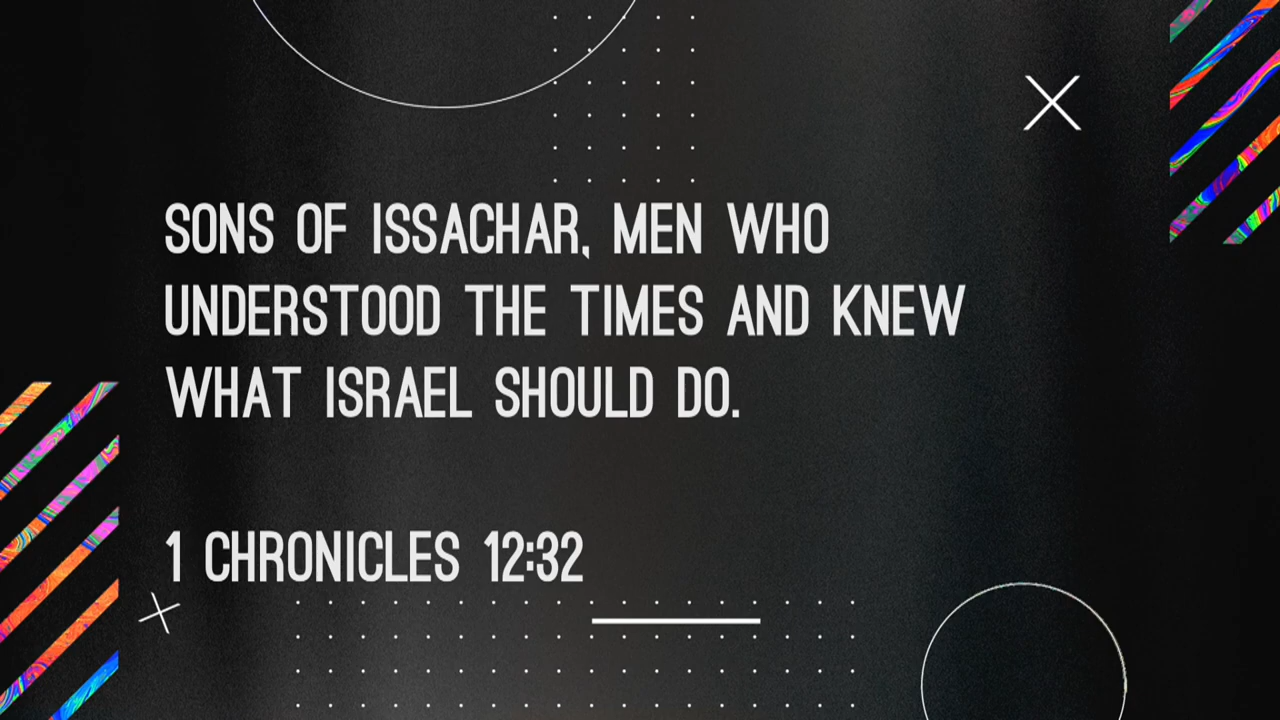 SONS OF ISSACHAR, MEN WHO
UNDERSTOOD THE TIMES AND KNEW
WHAT ISRAEL SHOULD DO.
1 CHRONICLES 12:32